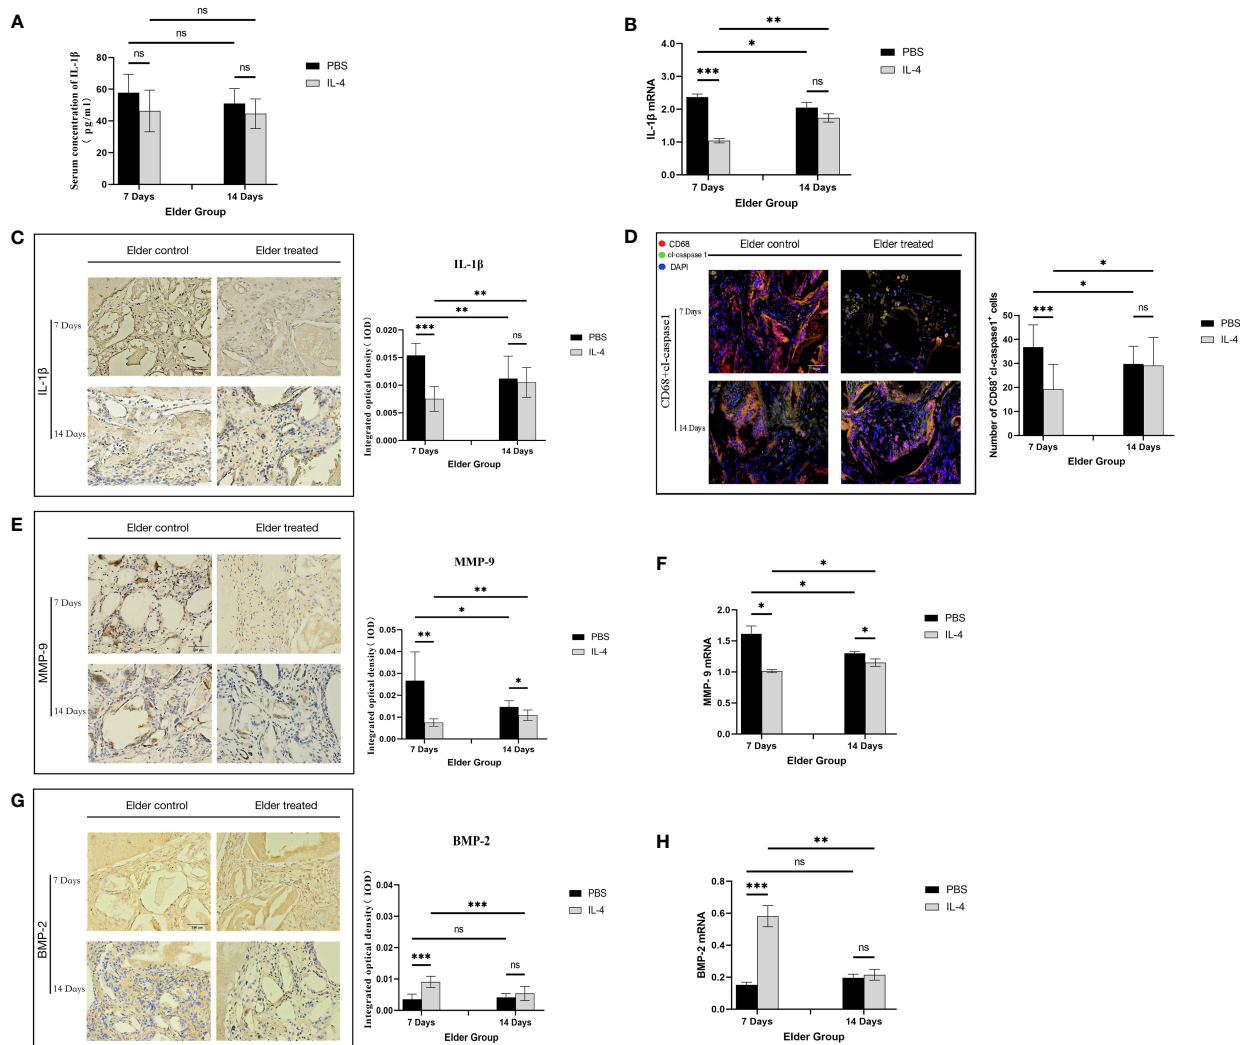 A
ns
ns
ns
ns
PBS
IL-4
80
60
40
20
0
Serum concentration of IL-1β
( pg/ml)
7 Days
14 Days
Elder Group
B
**
*
***
ns
PBS
IL-4
4.0
3.0
2.0
1.0
0.0
IL-1β mRNA
7 Days
14 Days
Elder Group
C
Elder control
Elder treated
IL-1β
7 Days
14 Days
IL-1β
**
**
***
ns
PBS
IL-4
0.020
0.015
0.010
0.005
0.000
Integrated optical density( IOD)
7 Days
14 Days
Elder Group
D
CD68
cl-caspase 1
DAPI
Elder control
Elder treated
CD68+cl-caspase1
7 Days
14 Days
*
*
***
ns
PBS
IL-4
50
40
30
20
10
0
Number of CD68+cl-caspase1+ cells
7 Days
14 Days
Elder Group
E
Elder control
Elder treated
MMP-9
7 Days
14 Days
MMP-9
**
*
**
*
PBS
IL-4
0.05
0.04
0.03
0.02
0.01
0.00
Integrated optical density( IOD)
7 Days
14 Days
Elder Group
F
*
*
*
*
PBS
IL-4
2.0
1.5
1.0
0.5
0.0
MMP- 9 mRNA
7 Days
14 Days
Elder Group
G
Elder control
Elder treated
BMP-2
7 Days
14 Days
BMP-2
***
ns
***
ns
PBS
IL-4
0.04
0.03
0.02
0.01
0.00
Integrated optical density( IOD)
7 Days
14 Days
Elder Group
H
**
ns
***
ns
PBS
IL-4
0.8
0.6
0.4
0.2
0.0
BMP-2 mRNA
7 Days
14 Days
Elder Group